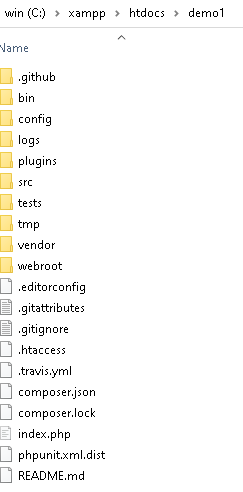 win (C:) > xampp > htdocs > demo1
Name
.github
bin
config
logs
plugins
src
tests
tmp
vendor
webroot
.editorconfig
.gitattributes
.gitignore
.htaccess
.travis.yml
composer.json
composer.lock
index.php
phpunit.xml.dist
README.md